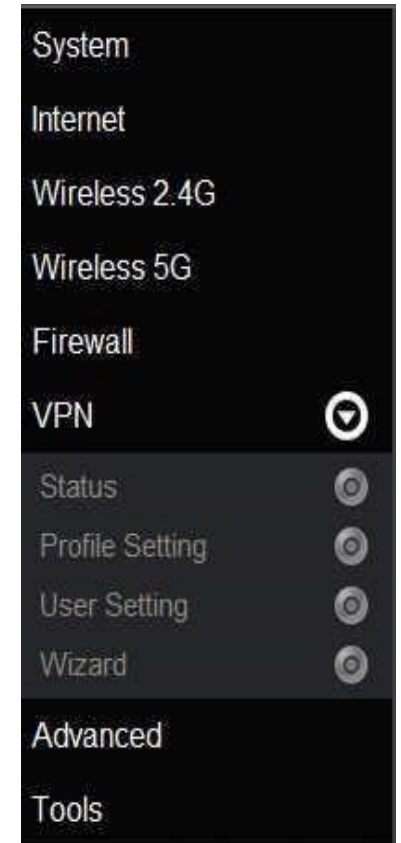 System
Internet
Wireless 2.4G
Wireless 5G
Firewall
VPN
Status
Profile Setting
User Setting
Wizard
Advanced
Tools